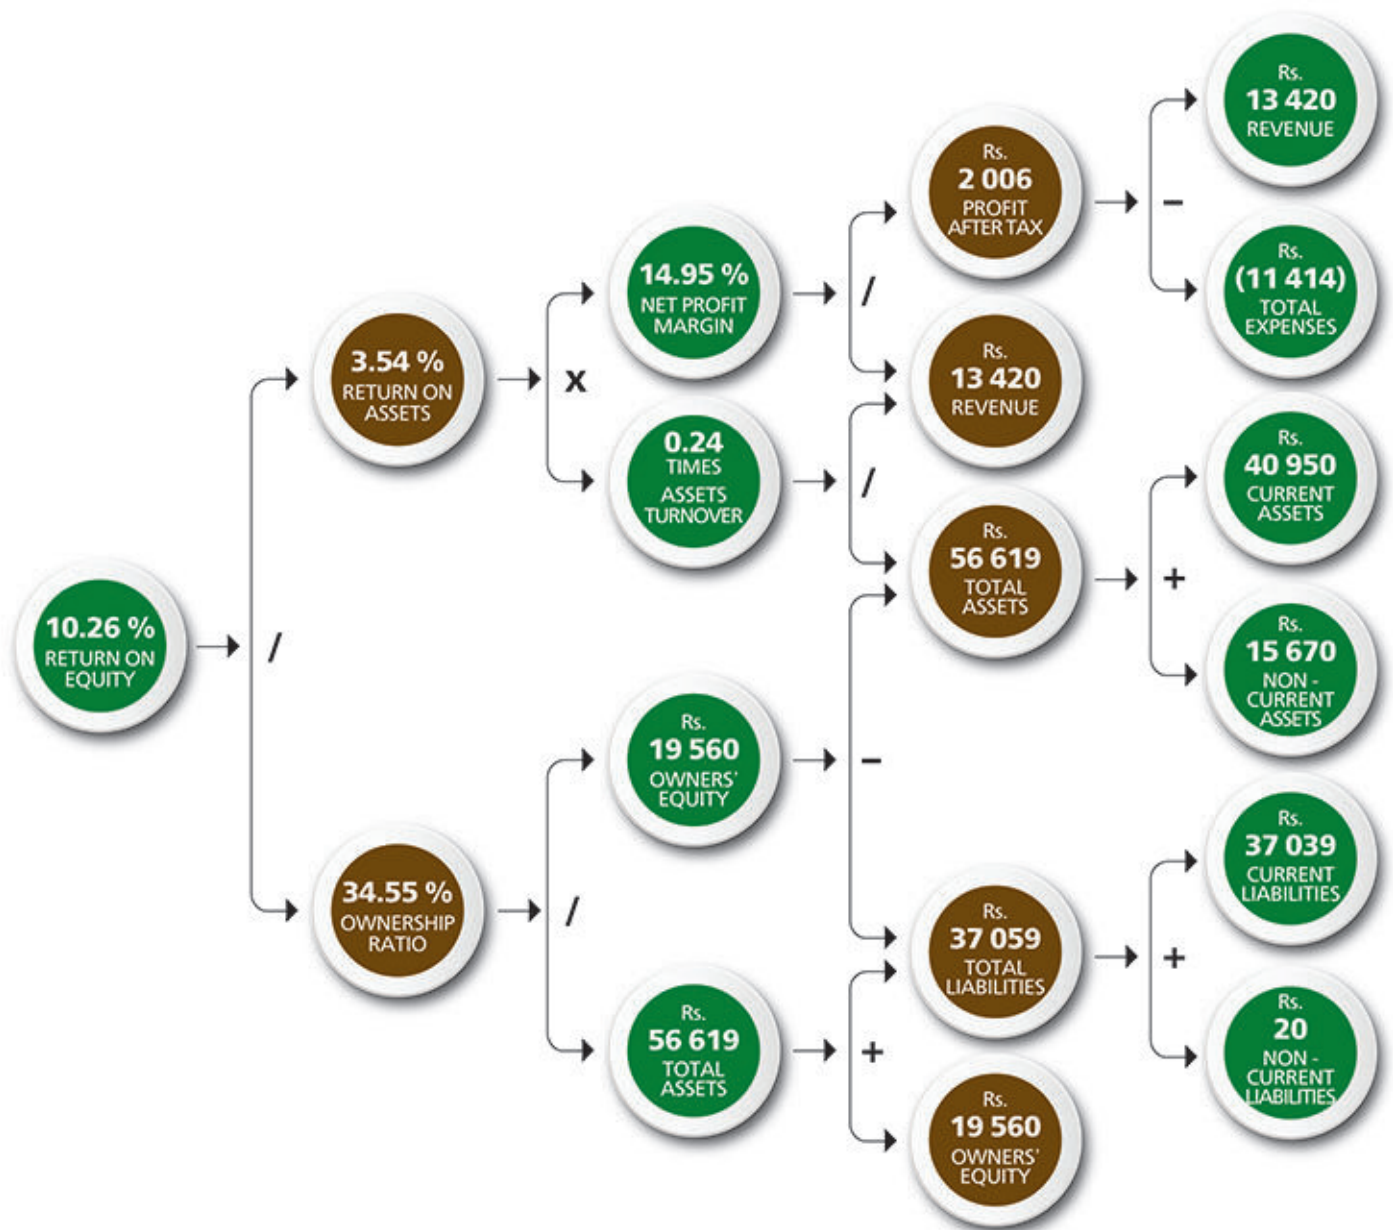 10.26 %
RETURN ON
EQUITY
/
3.54 %
RETURN ON
ASSETS
34.55 %
OWNERSHIP
RATIO
x
/
14.95 %
NET PROFIT
MARGIN
0.24
TIMES
ASSETS
TURNOVER
Rs.
19 560
OWNERS'
EQUITY
Rs.
56 619
TOTAL
ASSETS
/
/
–
+
Rs.
2 006
PROFIT
AFTER TAX
Rs.
13 420
REVENUE
Rs.
56 619
TOTAL
ASSETS
Rs.
37 059
TOTAL
LIABILITIES
Rs.
19 560
OWNERS'
EQUITY
–
+
+
Rs.
13 420
REVENUE
Rs.
(11 414)
TOTAL
EXPENSES
Rs.
40 950
CURRENT
ASSETS
Rs.
15 670
NON -
CURRENT
ASSETS
Rs.
37 039
CURRENT
LIABILITIES
Rs.
20
NON -
CURRENT
LIABILITIES